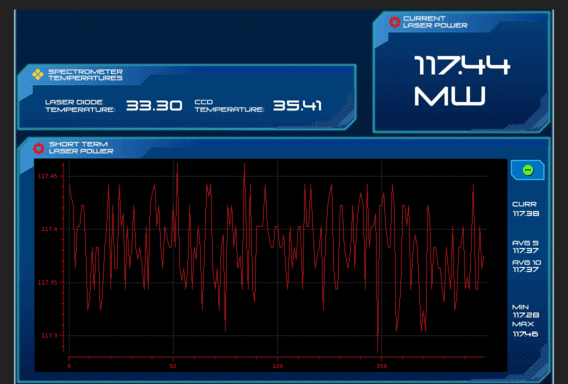 CURRENT
LASER POWER
117.44
MW
SPECTROMETER
TEMPERATURES
LASER DIODE
TEMPERATURE:
33.30
CCD
TEMPERATURE:
35.41
SHORT TERM
LASER POWER
117.45
117.4
117.35
117.3
0
50
100
150
CURR
117.38
AVG 5
117.37
AVG 10
117.37
MIN
117.28
MAX
117.46